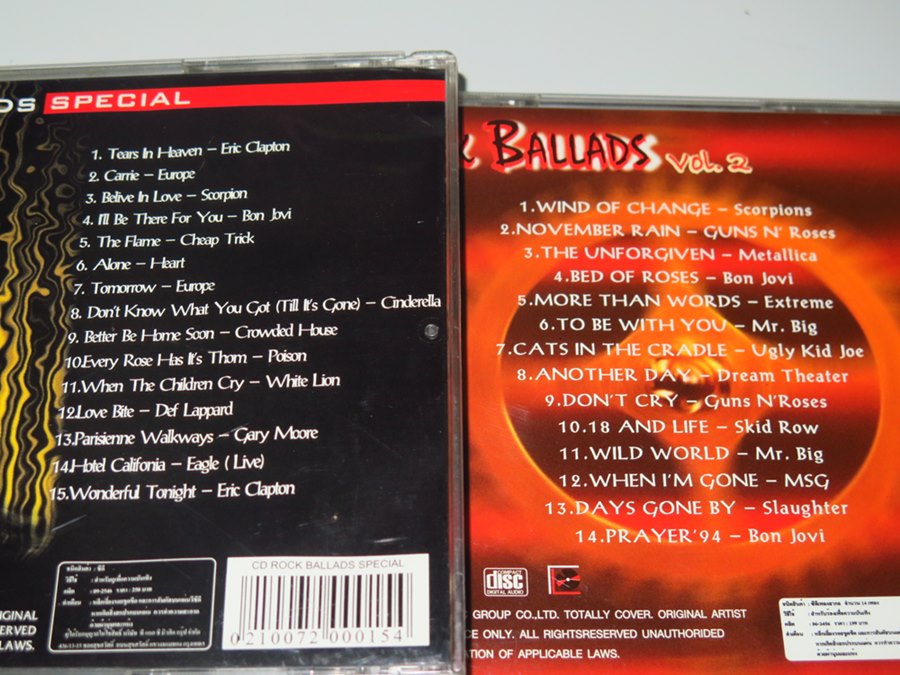 DS SPECIAL
1. Tears In Heaven – Eric Clapton
2. Carrie – Europe
3. Belive In Love – Scorpion
4. I'll Be There For You – Bon Jovi
5. The Flame – Cheap Trick
6. Alone – Heart
7. Tomorrow – Europe
8. Don't Know What You Got (Till It's Gone) – Cinderella
9. Better Be Home Soon – Crowded House
10.Every Rose Has It's Thorn – Poison
11.When The Children Cry – White Lion
12.Love Bite – Def Lappard
13.Parisienne Walkways – Gary Moore
14.Hotel Califonia – Eagle ( Live)
15.Wonderful Tonight – Eric Clapton
CD ROCK BALLADS SPECIAL
0210072 000154
RIGINAL
ERVED
LAWS.
BALLADS Vol. 2
1.WIND OF CHANGE – Scorpions
2.NOVEMBER RAIN – GUNS N' Roses
3.THE UNFORGIVEN – Metallica
4.BED OF ROSES – Bon Jovi
5.MORE THAN WORDS – Extreme
6.TO BE WITH YOU – Mr. Big
7.CATS IN THE CRADLE – Ugly Kid Joe
8.ANOTHER DAY – Dream Theater
9.DON'T CRY – Guns N'Roses
10.18 AND LIFE – Skid Row
11.WILD WORLD – Mr. Big
12.WHEN I'M GONE – MSG
13.DAYS GONE BY – Slaughter
14.PRAYER'94 – Bon Jovi
COMPACT
disc
DIGITAL AUDIO
GROUP CO.,LTD. TOTALLY COVER. ORIGINAL ARTIST
CE ONLY. ALL RIGHTSRESERVED UNAUTHORIZED
ATION OF APPLICABLE LAWS.